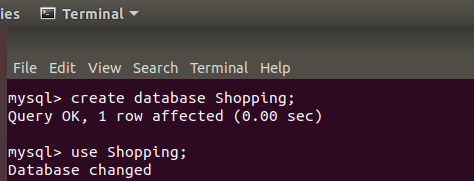 ies Terminal
File Edit View Search Terminal Help
mysql> create database Shopping;
Query OK, 1 row affected (0.00 sec)
mysql> use Shopping;
Database changed